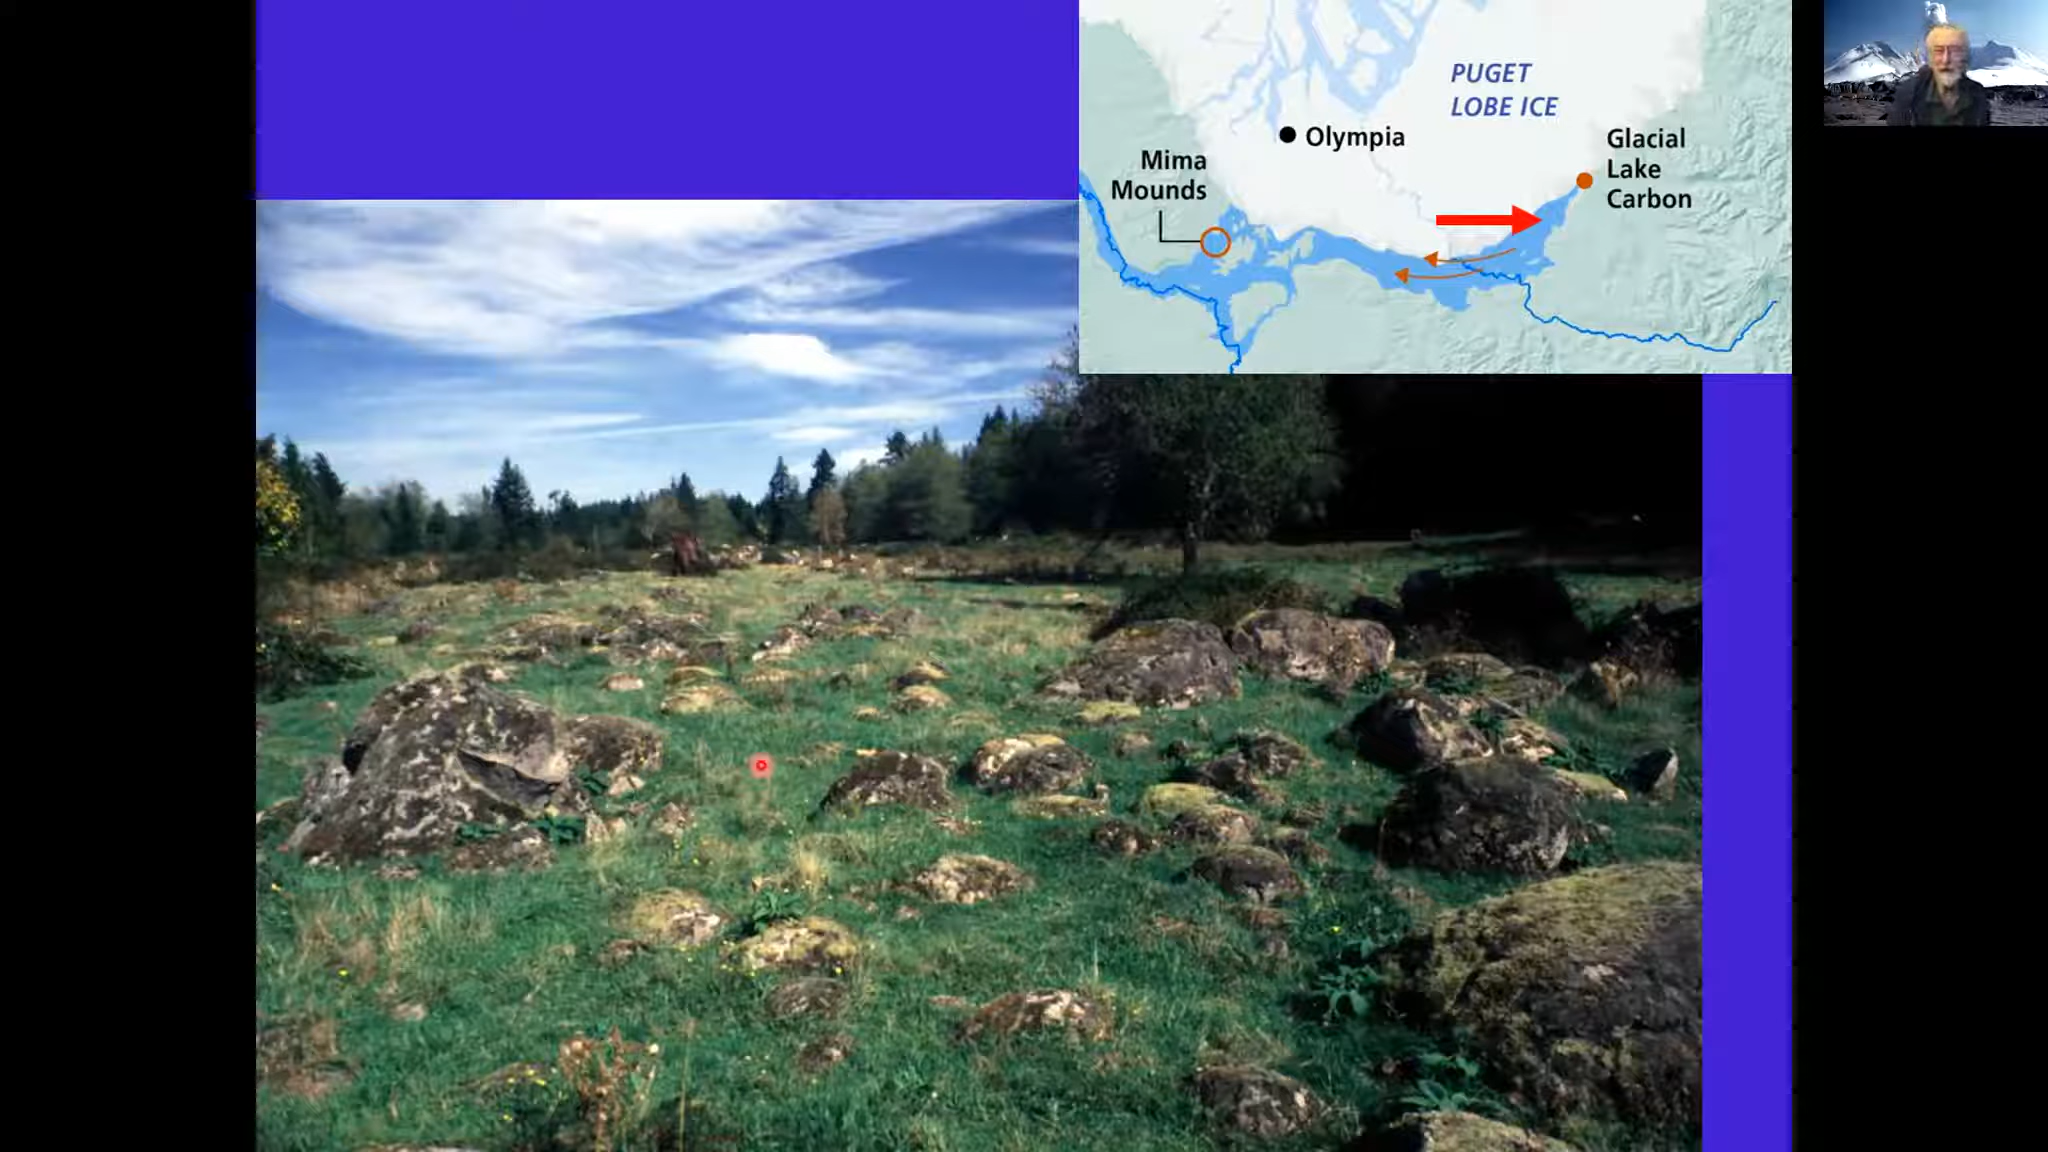 PUGET
LOBE ICE
Olympia
Mima
Mounds
Glacial
Lake
Carbon